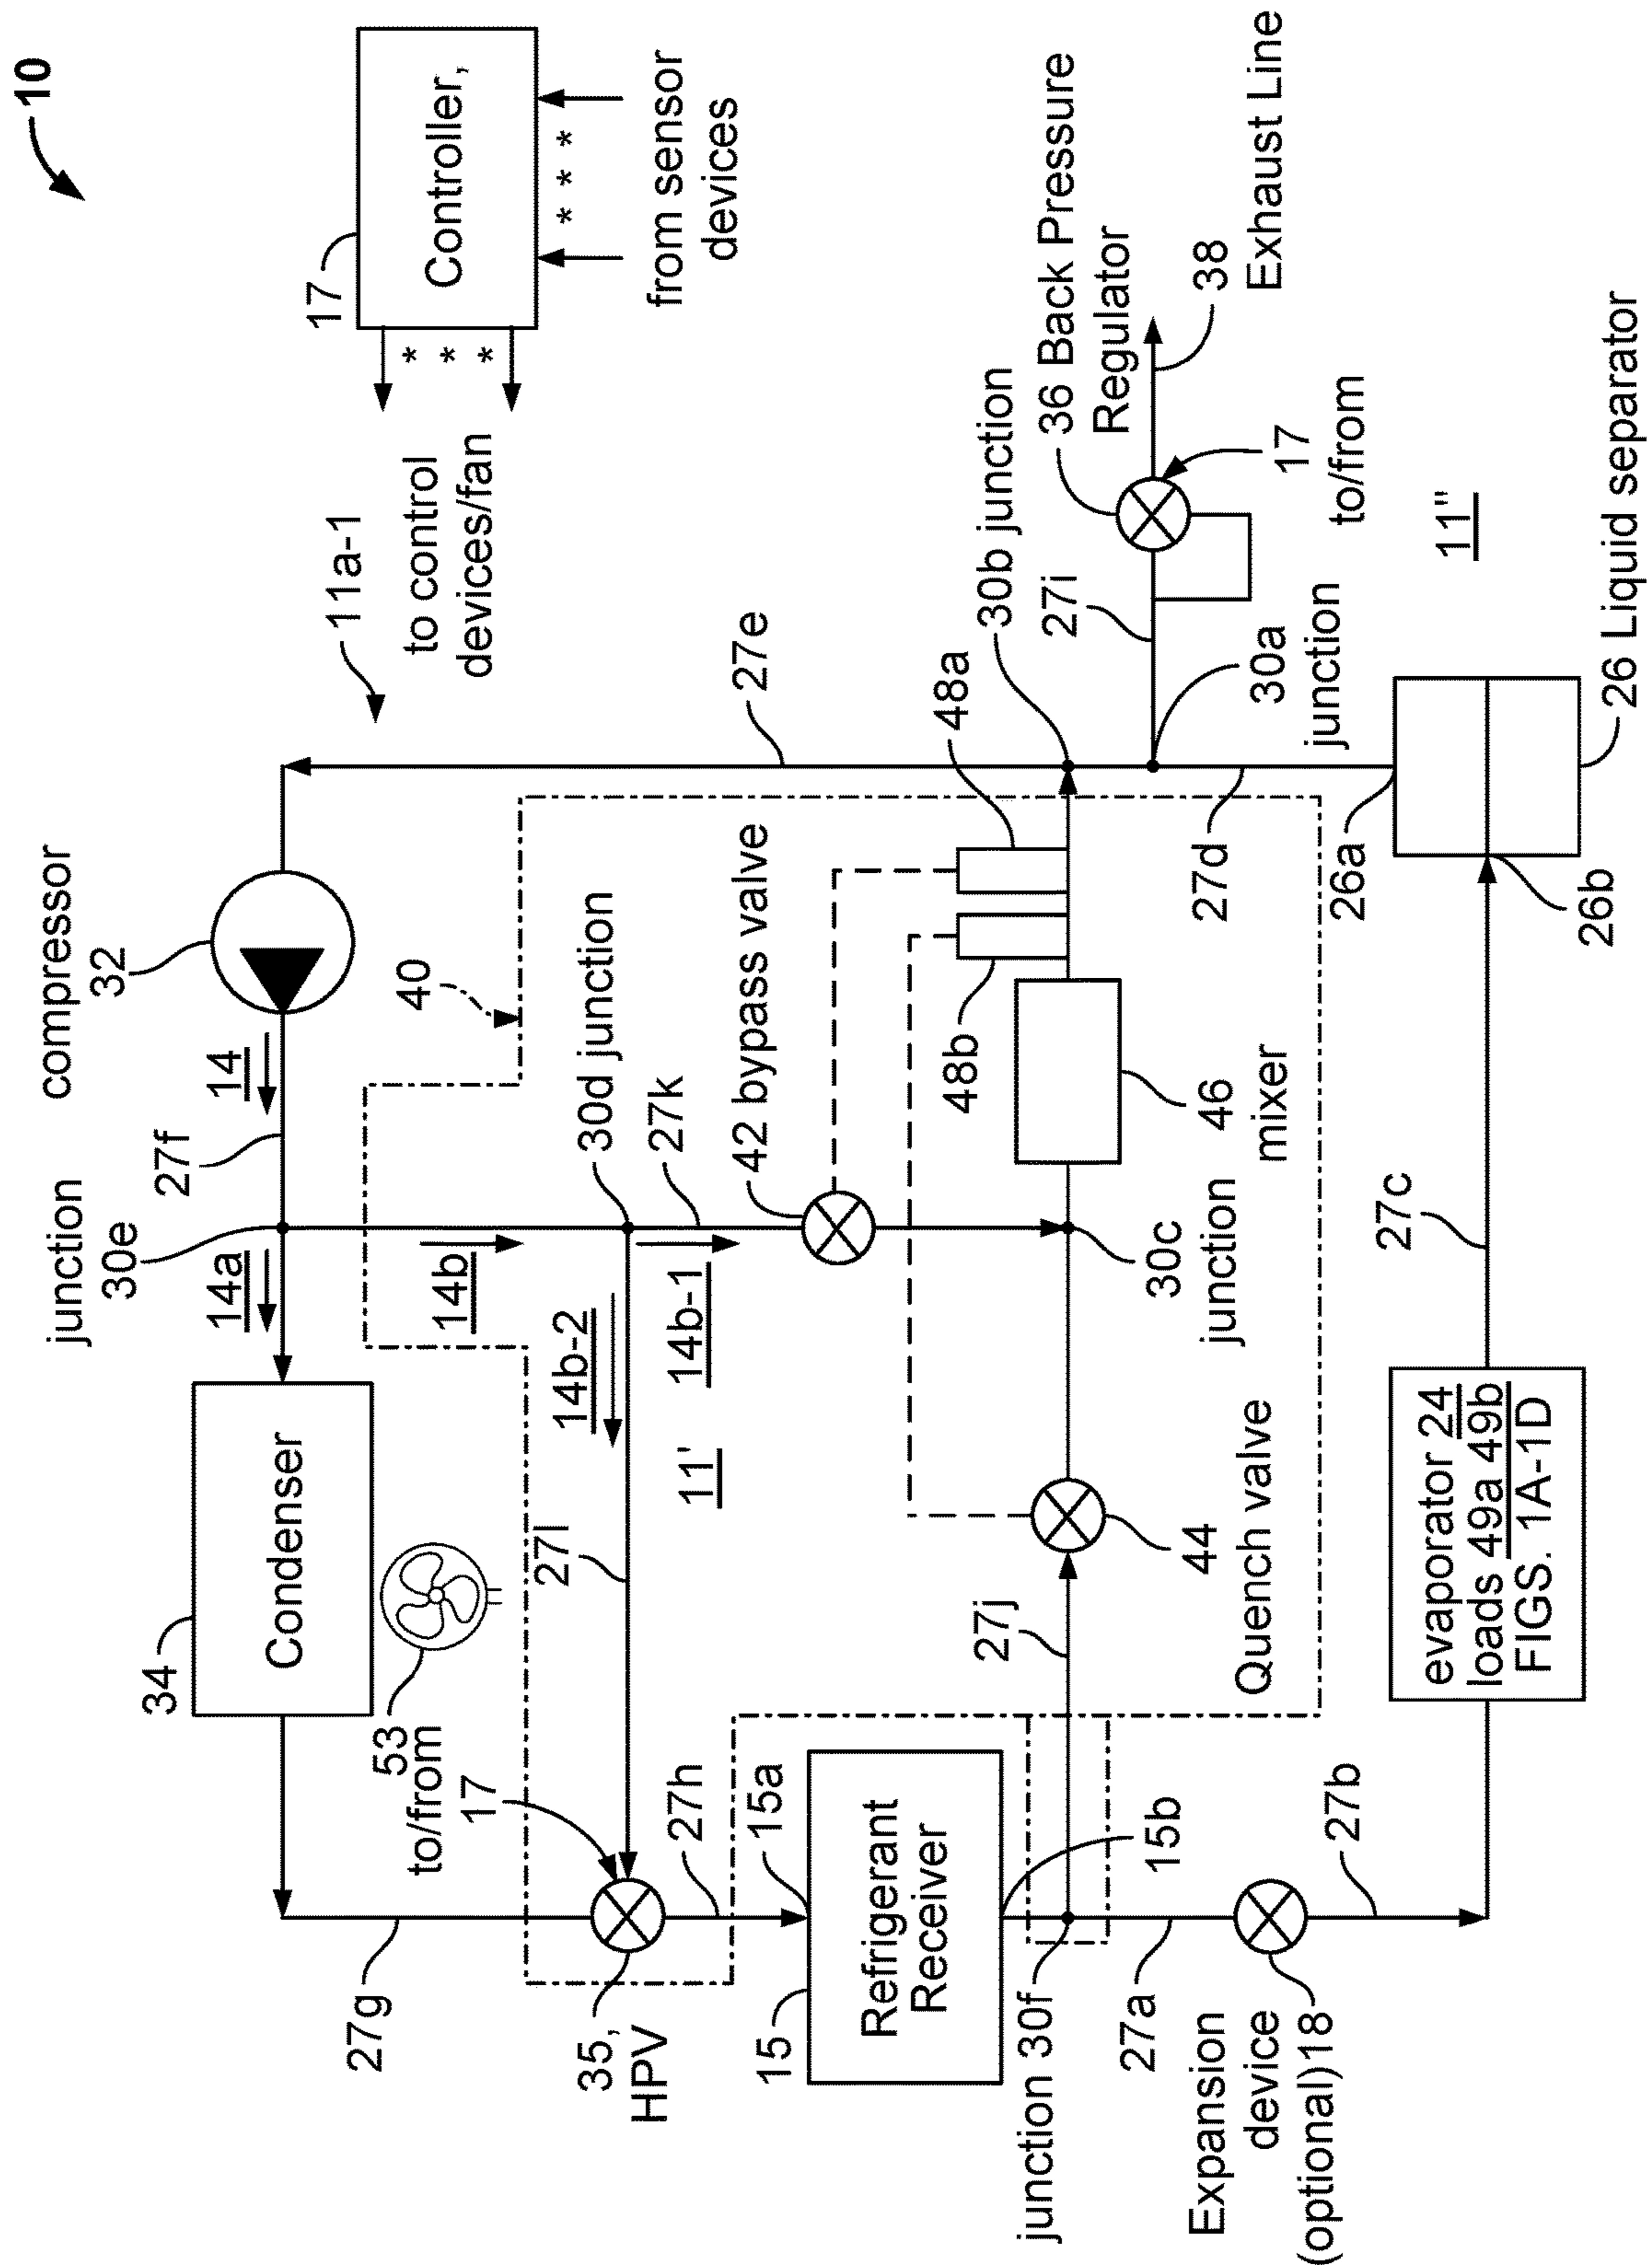 10
17
Controller,
* * *
from sensor
devices
* * *
to control
devices/fan
11a-1
junction
30e
compressor
32
14
27f
14a
34
Condenser
53
to/from
17
27g
35,
HPV
40
14b
30d junction
27k
14b-1
14b-2
11'
27l
27h
42 bypass valve
27e
48a
48b
46
mixer
30c
junction
44
Quench valve
27j
30b junction
30a
junction
27i
36 Back Pressure
Regulator
38
Exhaust Line
17
to/from
11"
27d
26a
26b
26 Liquid separator
27c
evaporator 24
loads 49a 49b
FIGS. 1A-1D
15a
15
Refrigerant
Receiver
15b
junction 30f
27a
27b
Expansion
device
(optional)18